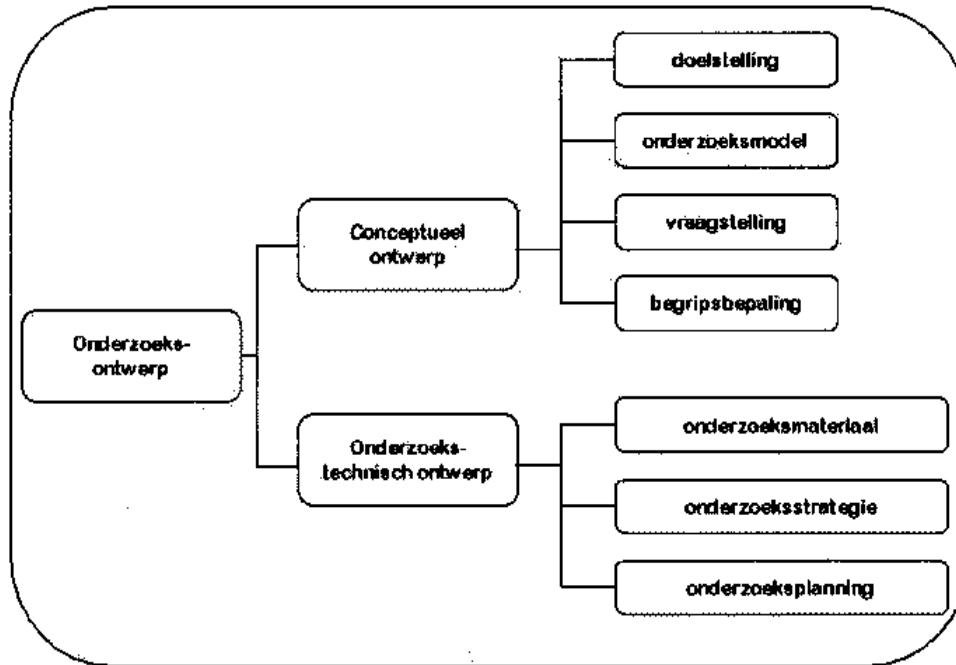 doelstelling
onderzoeksmodel
vraagstelling
begripsbepaling
Conceptueel
ontwerp
Onderzoeks-
ontwerp
Onderzoeks-
technisch ontwerp
onderzoeksmateriaal
onderzoeksstrategie
onderzoeksplanning